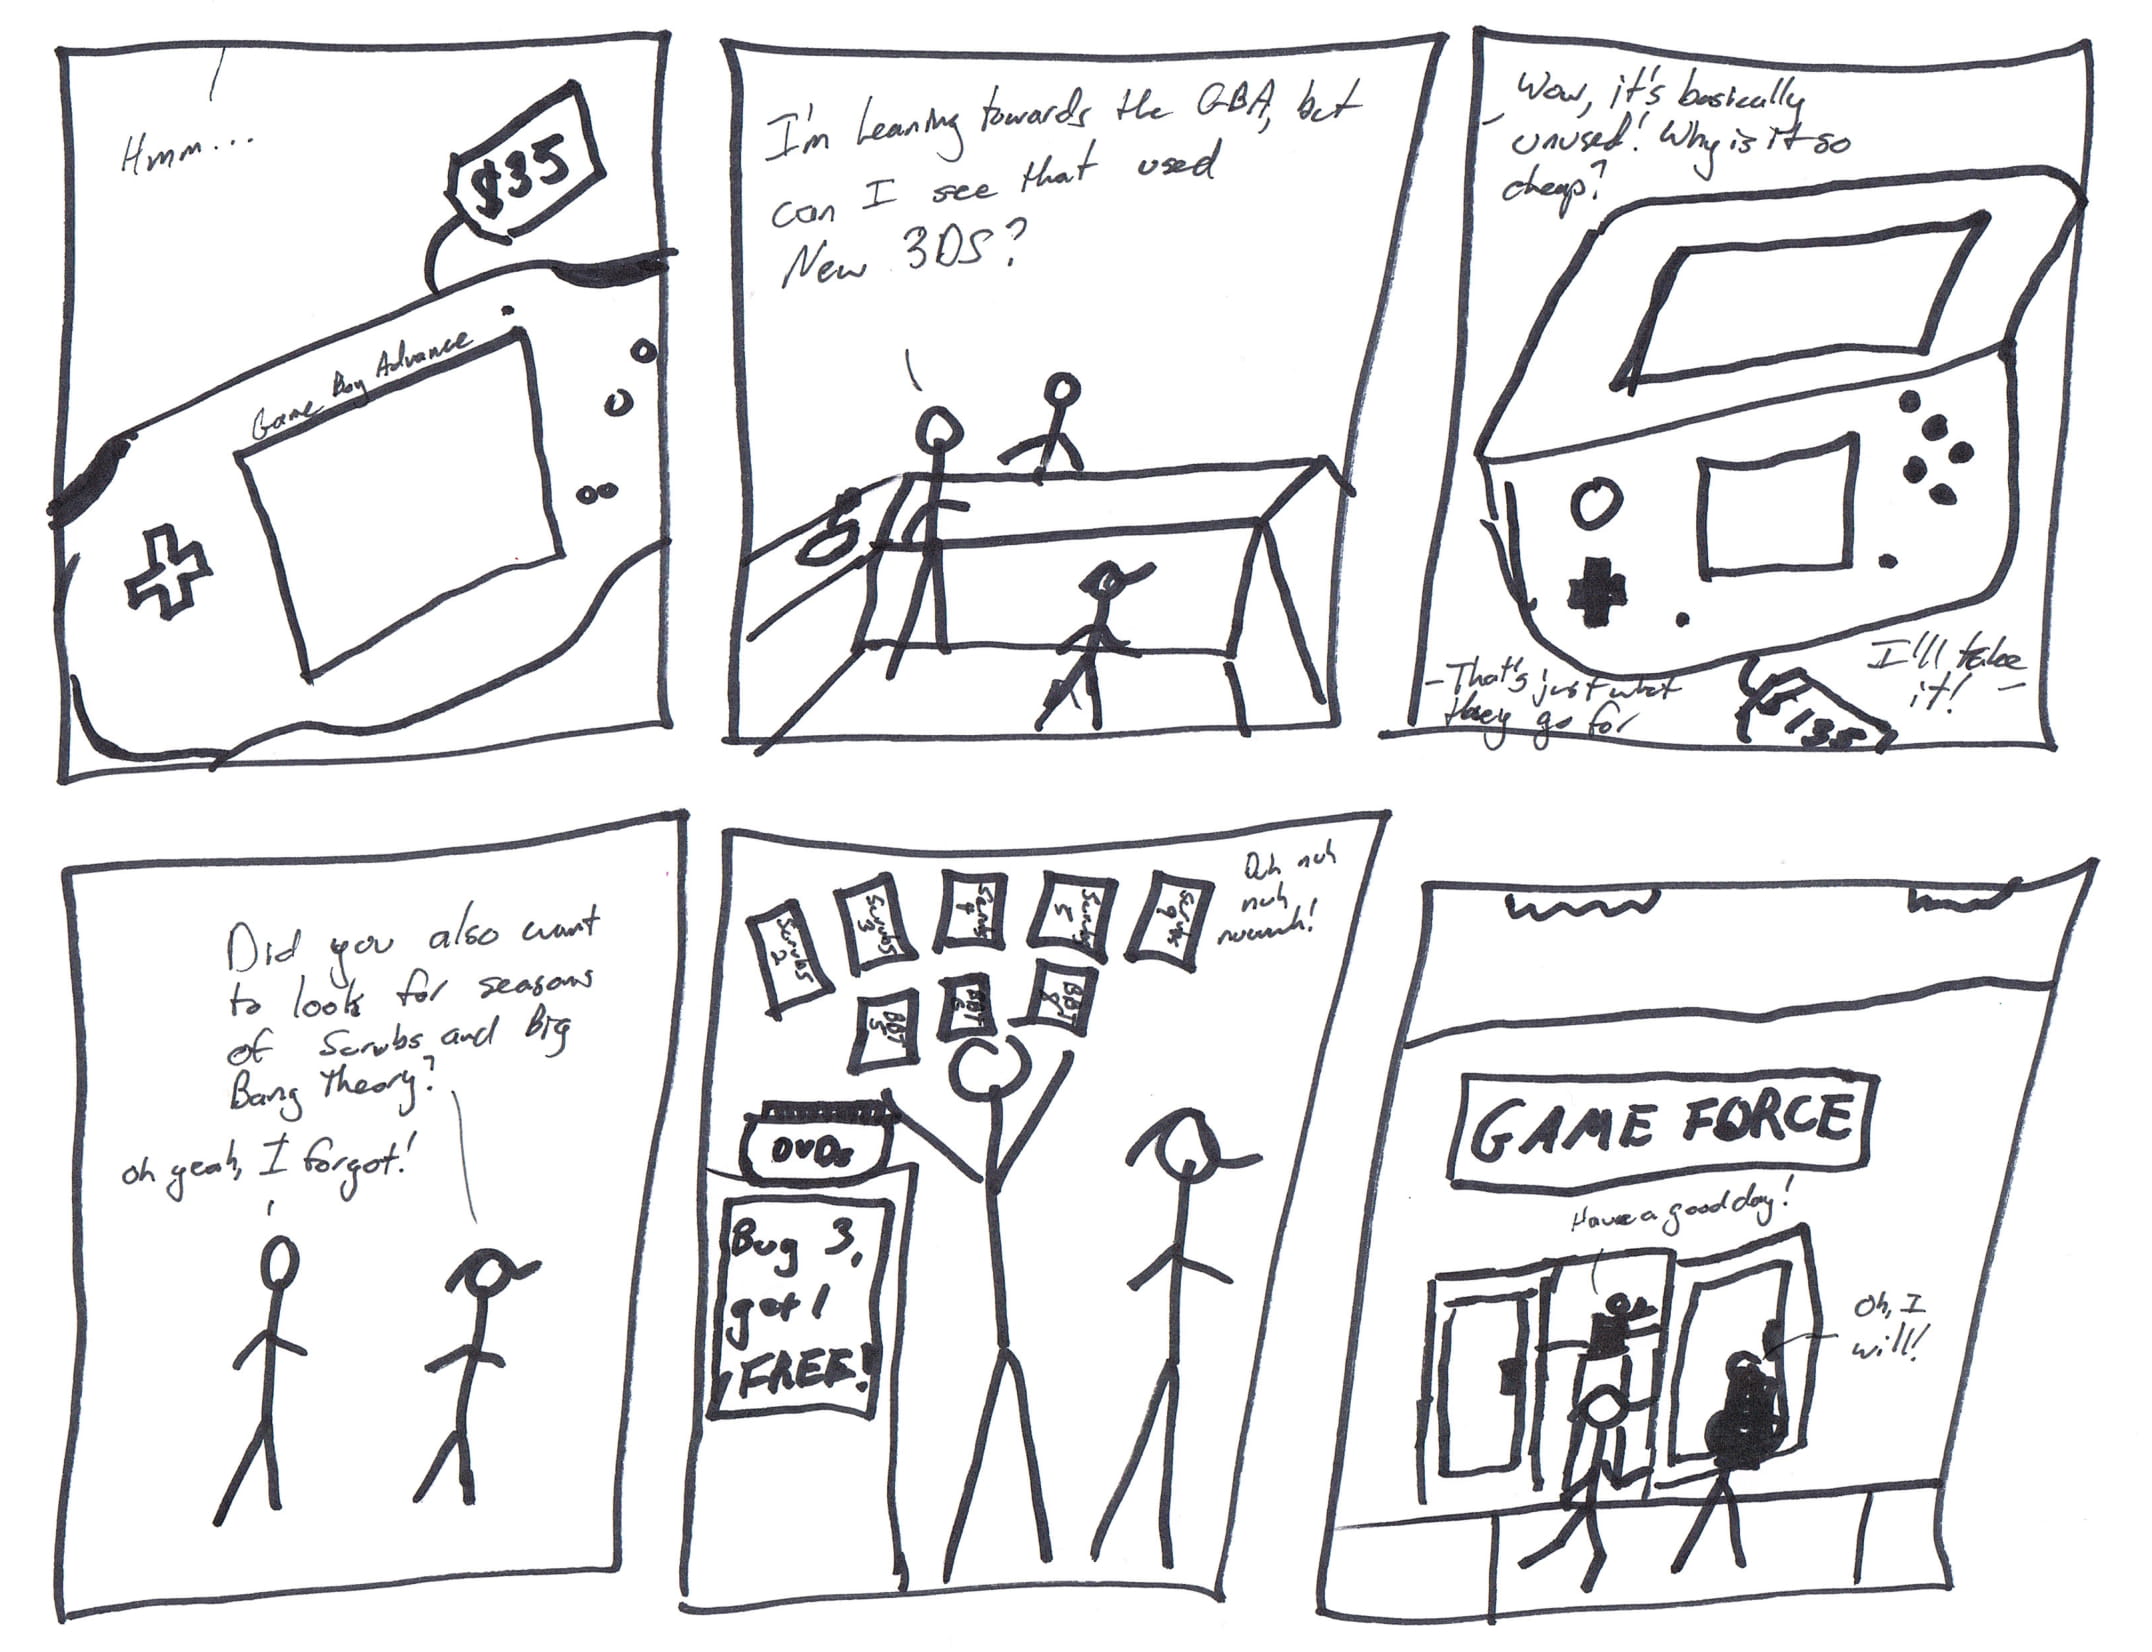 Hmm...
$35
Game Boy Advance
I'm leaning towards the GBA, but
can I see that used
New 3DS?
Wow, it's basically
unused! Why is it so
cheap?
- That's just what
they go for
I'll take
it! -
$135
Did you also want
to look for seasons
of Scrubs and Big
Bang Theory?
oh yeah, I forgot!
Scrubs
2
Scrubs
3
Scrubs
4
Scrubs
5
Scrubs
9
Duh nuh
nuh
nuh
nuuuuh!
BBT
5
BBT
6
BBT
8
DVDs
Buy 3,
get 1
FREE!
GAME FORCE
Have a good day!
Oh, I
will!